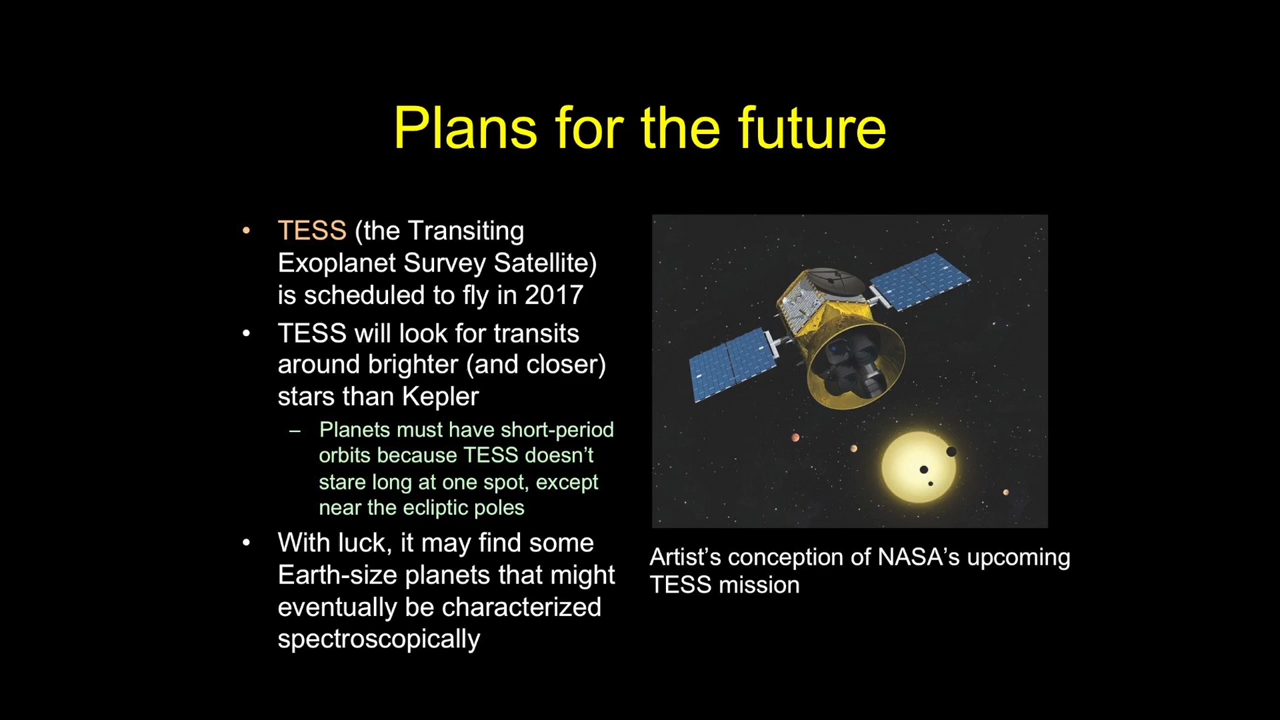 Plans for the future
• TESS (the Transiting
Exoplanet Survey Satellite)
is scheduled to fly in 2017
• TESS will look for transits
around brighter (and closer)
stars than Kepler
– Planets must have short-period
orbits because TESS doesn’t
stare long at one spot, except
near the ecliptic poles
• With luck, it may find some
Earth-size planets that might
eventually be characterized
spectroscopically
Artist’s conception of NASA’s upcoming
TESS mission